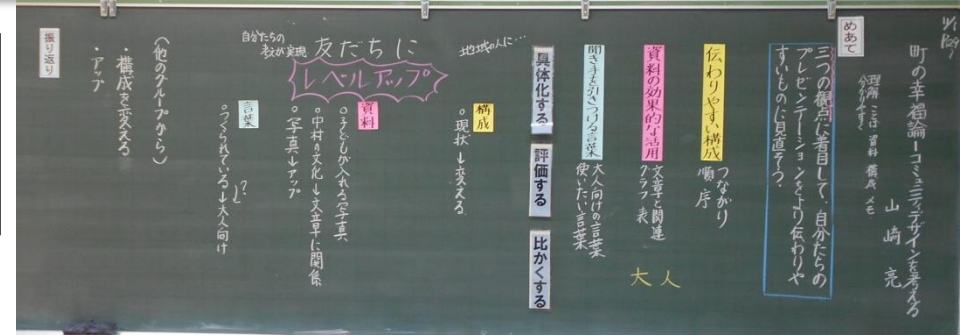 町の幸福論ーコミュニティデザインを考える
山崎 亮
理解 ことば 資料 構成 メモ
分かりやすく
めあて
三つの観点に着目して、自分たちの
プレゼンテーションをより伝わりや
すいものに見直そう。
伝わりやすい構成
つながり
順序
資料の効果的な活用
文章と関連
グラフ 表
大人
聞き手を引きつける言葉
大人向けの言葉
使いたい言葉
具体化する
評価する
比かくする
地域の人に…
構成
○現状→変える
友だちに
レベルアップ
自分たちの
考えが実現
資料
○子どもが入れる写真
○中村の文化→文章に関係
○写真→アップ
言葉
○つくられている→大人向け
?
振り返り
(他のグループから)
・構成を変える
・アップ